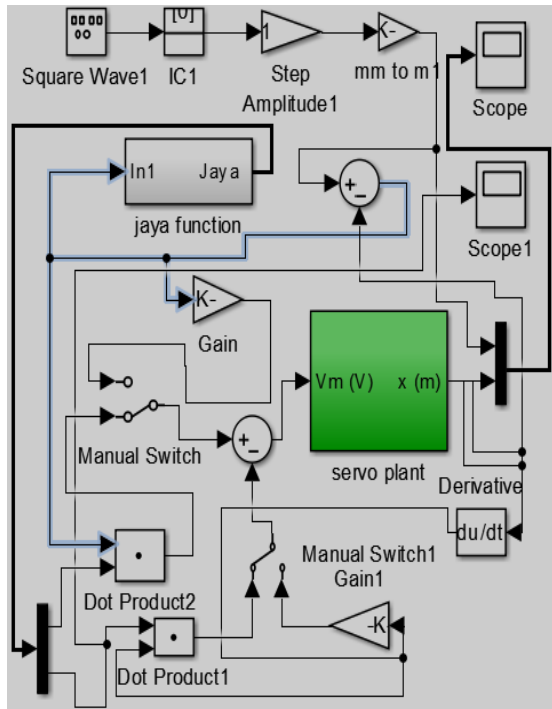 [0]
1
K-
Square Wave1
IC1
Step
Amplitude1
mm to m1
Scope
In1
Jaya
jaya function
+
−
Scope1
K-
Gain
Vm (V)
x (m)
servo plant
Manual Switch
+
−
Derivative
du/dt
Manual Switch1
Gain1
Dot Product2
-K
Dot Product1